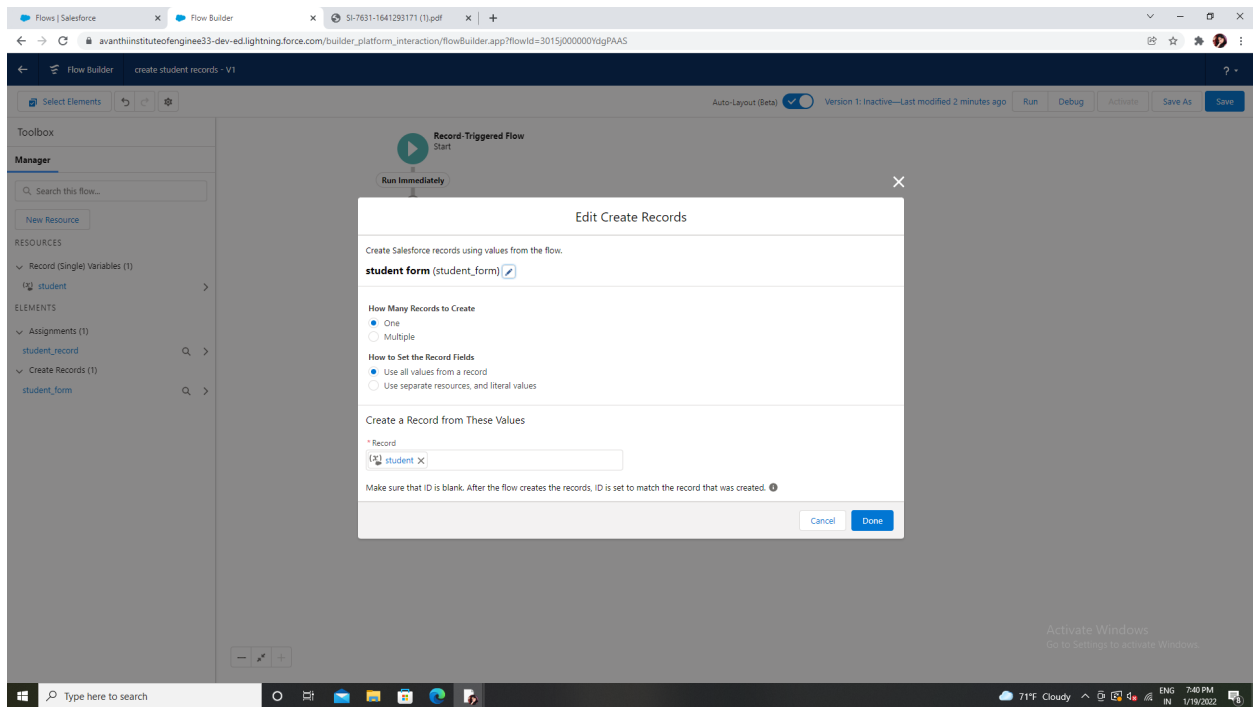 Flows | Salesforce
Flow Builder
SI-7631-1641293171 (1).pdf
avanthiinstituteofenginee33-dev-ed.lightning.force.com/builder_platform_interaction/flowBuilder.app?flowId=3015j000000YdgPAAS
Flow Builder
create student records - V1
Select Elements
Auto-Layout (Beta)
Version 1: Inactive—Last modified 2 minutes ago
Run
Debug
Activate
Save As
Save
Toolbox
Manager
Search this flow...
New Resource
RESOURCES
Record (Single) Variables (1)
student
ELEMENTS
Assignments (1)
student_record
Create Records (1)
student_form
Record-Triggered Flow
Start
Run Immediately
Edit Create Records
Create Salesforce records using values from the flow.
student form (student_form)
How Many Records to Create
One
Multiple
How to Set the Record Fields
Use all values from a record
Use separate resources, and literal values
Create a Record from These Values
* Record
student
Make sure that ID is blank. After the flow creates the records, ID is set to match the record that was created.
Cancel
Done
Activate Windows
Go to Settings to activate Windows.
Type here to search
71°F Cloudy
ENG
IN
7:40 PM
1/19/2022
8